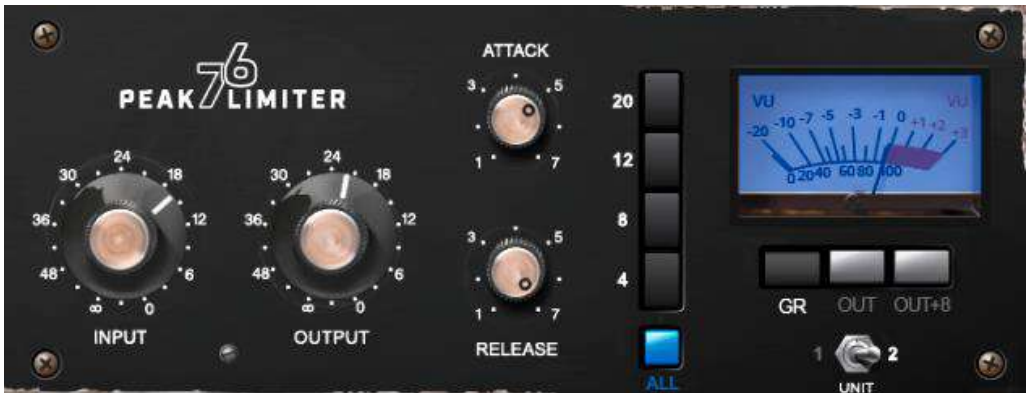 76
PEAK LIMITER
24
30
18
36
12
48
6
∞
0
INPUT
24
30
18
36
12
48
6
∞
0
OUTPUT
ATTACK
3
5
1
7
3
5
1
7
RELEASE
20
12
8
4
ALL
VU
VU
-20 -10 -7 -5 -3 -1 0 +1 +2 +3
0 20 40 60 80 100
GR OUT OUT+8
1 2
UNIT